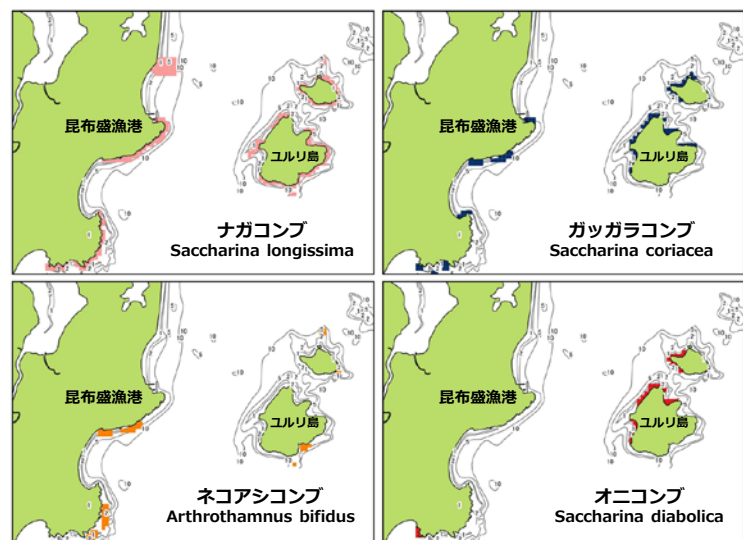 昆布盛漁港
ユルリ島
ナガコンブ
Saccharina longissima
昆布盛漁港
ユルリ島
ガッガラコンブ
Saccharina coriacea
昆布盛漁港
ユルリ島
ネコアシコンブ
Arthrothamnus bifidus
昆布盛漁港
ユルリ島
オニコンブ
Saccharina diabolica